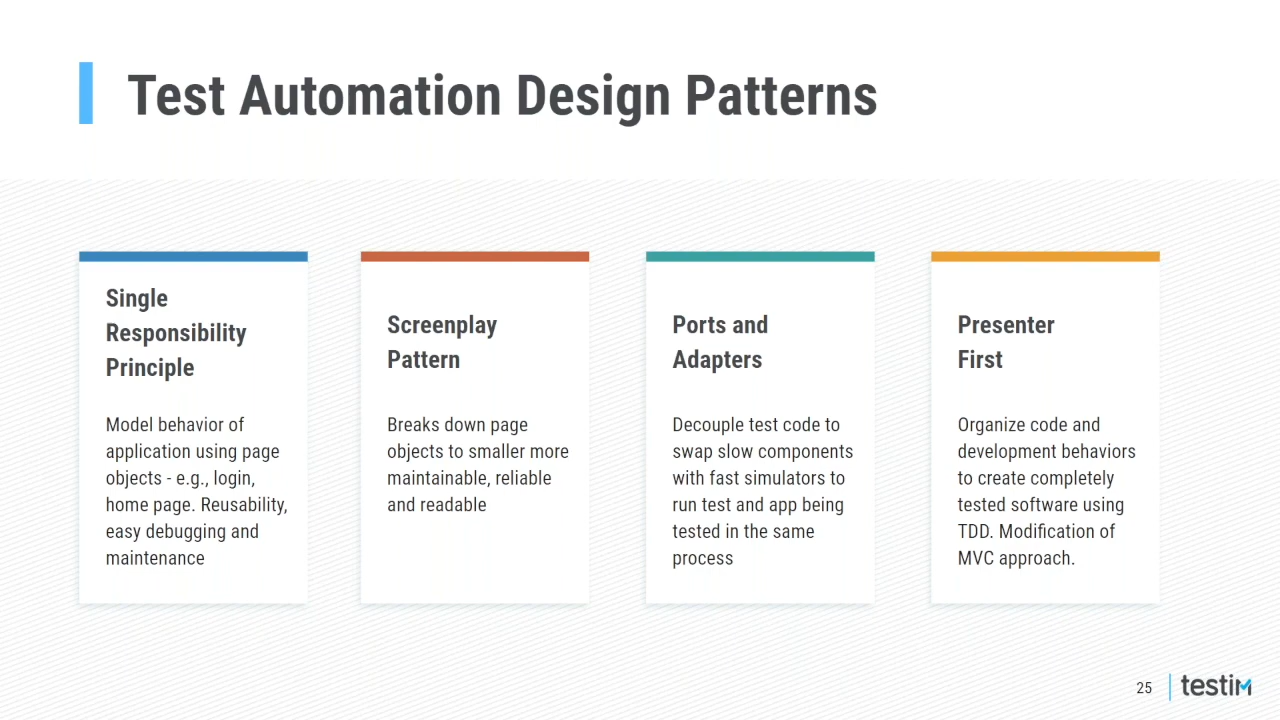 Test Automation Design Patterns
Single
Responsibility
Principle
Model behavior of
application using page
objects - e.g., login,
home page. Reusability,
easy debugging and
maintenance
Screenplay
Pattern
Breaks down page
objects to smaller more
maintainable, reliable
and readable
Ports and
Adapters
Decouple test code to
swap slow components
with fast simulators to
run test and app being
tested in the same
process
Presenter
First
Organize code and
development behaviors
to create completely
tested software using
TDD. Modification of
MVC approach.
25
testim